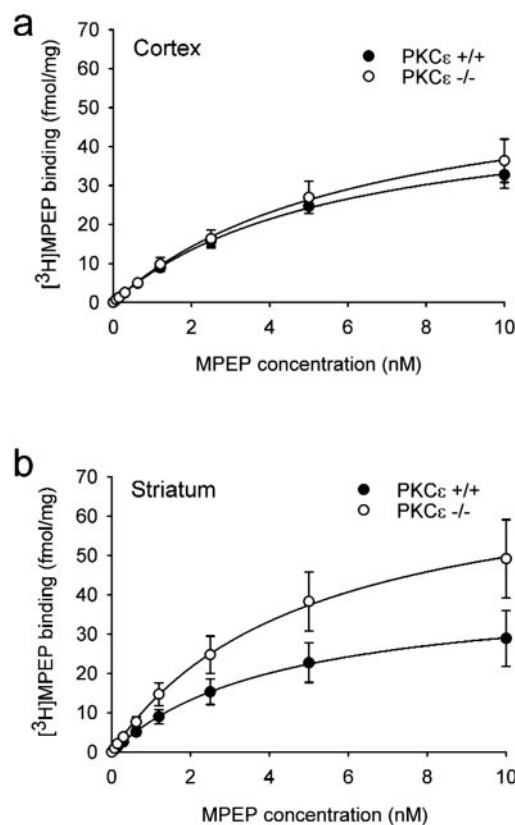 a
Cortex
PKCε +/+
PKCε -/-
[³H]MPEP binding (fmol/mg)
70
60
50
40
30
20
10
0
0 2 4 6 8 10
MPEP concentration (nM)
b
Striatum
PKCε +/+
PKCε -/-
[³H]MPEP binding (fmol/mg)
70
60
50
40
30
20
10
0
0 2 4 6 8 10
MPEP concentration (nM)